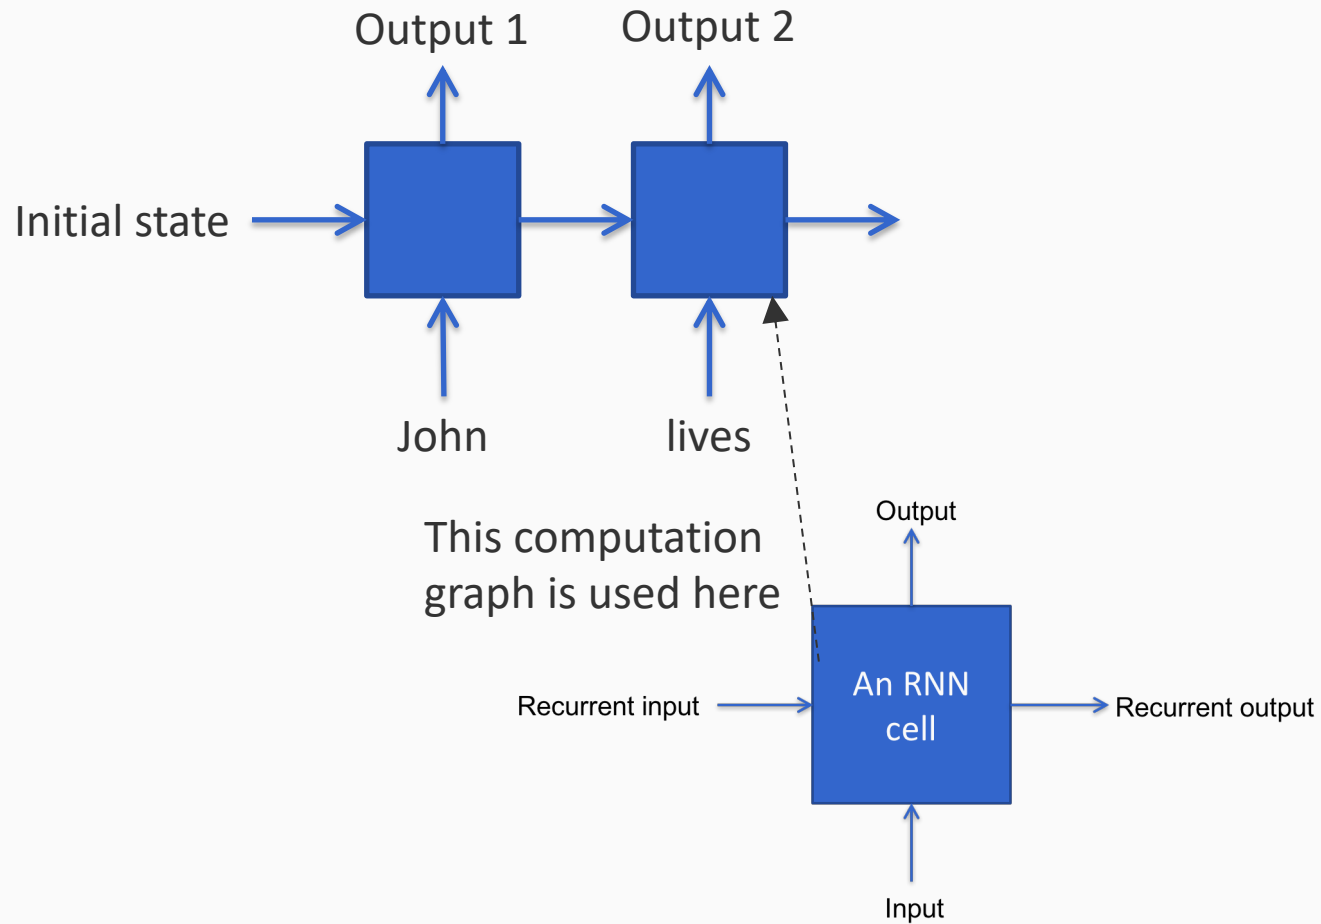 Output 1
Output 2
Initial state
John
lives
This computation
graph is used here
Output
An RNN
cell
Recurrent input
Recurrent output
Input